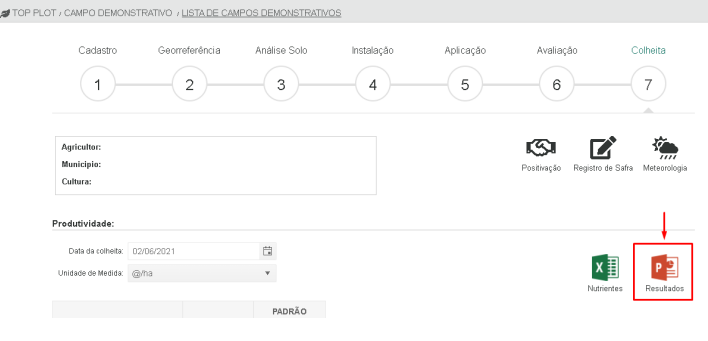 TOP PLOT / CAMPO DEMONSTRATIVO / LISTA DE CAMPOS DEMONSTRATIVOS
Cadastro Georreferência Análise Solo Instalação Aplicação Avaliação Colheita
1 2 3 4 5 6 7
Agricultor:
Município:
Cultura:
Positivação Registro de Safra Meteorologia
Produtividade:
Data da colheita: 02/06/2021
Unidade de Medida: @/ha
Nutrientes Resultados
PADRÃO